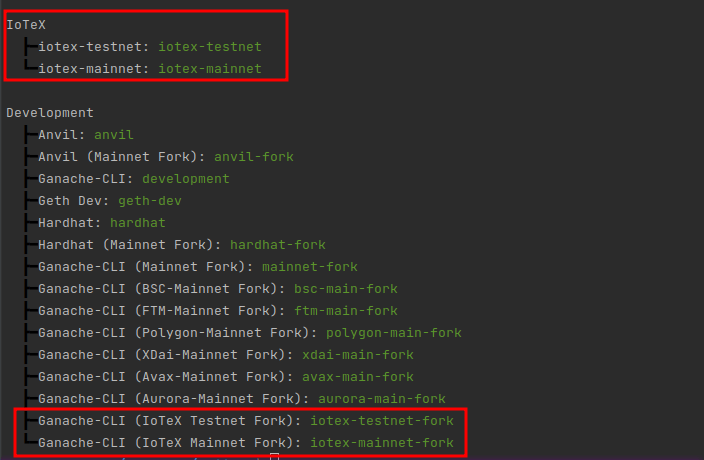 IoTeX
iotex-testnet: iotex-testnet
iotex-mainnet: iotex-mainnet
Development
Anvil: anvil
Anvil (Mainnet Fork): anvil-fork
Ganache-CLI: development
Geth Dev: geth-dev
Hardhat: hardhat
Hardhat (Mainnet Fork): hardhat-fork
Ganache-CLI (Mainnet Fork): mainnet-fork
Ganache-CLI (BSC-Mainnet Fork): bsc-main-fork
Ganache-CLI (FTM-Mainnet Fork): ftm-main-fork
Ganache-CLI (Polygon-Mainnet Fork): polygon-main-fork
Ganache-CLI (XDai-Mainnet Fork): xdai-main-fork
Ganache-CLI (Avax-Mainnet Fork): avax-main-fork
Ganache-CLI (Aurora-Mainnet Fork): aurora-main-fork
Ganache-CLI (IoTeX Testnet Fork): iotex-testnet-fork
Ganache-CLI (IoTeX Mainnet Fork): iotex-mainnet-fork